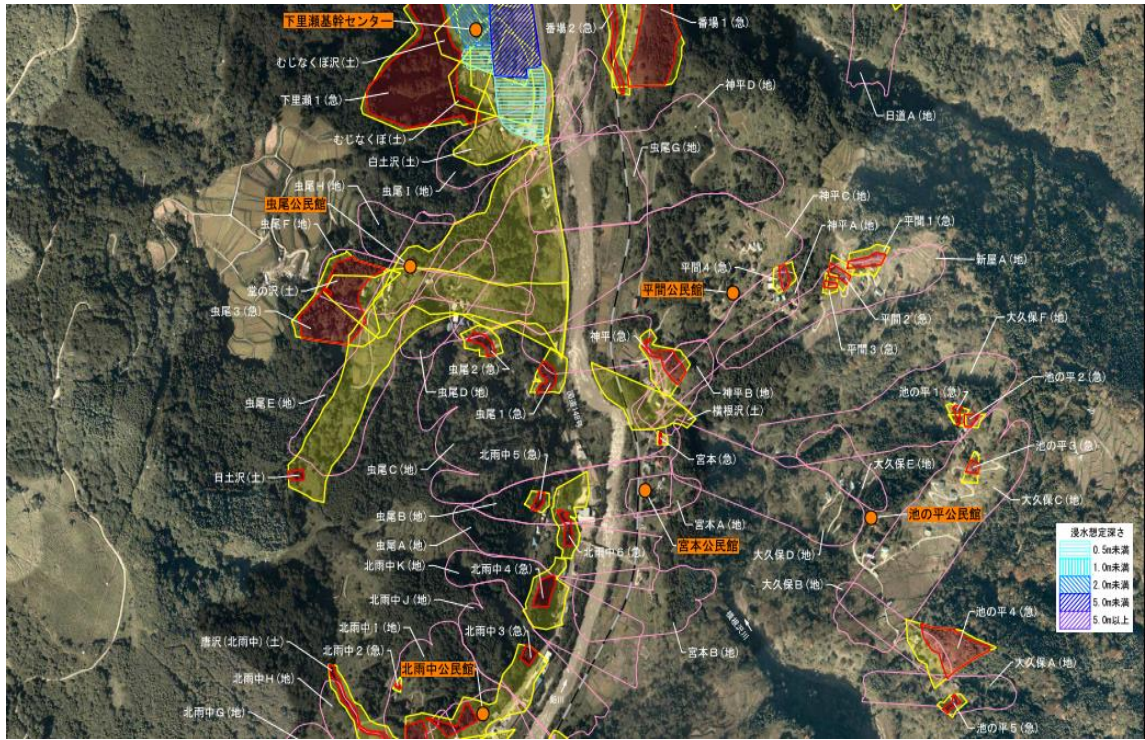 下里瀬基幹センター
番場2(急)
番場1(急)
むじなくぼ沢(土)
下里瀬1(急)
むじなくぼ(土)
白土沢(土)
虫尾I(地)
神平D(地)
日道A(地)
虫尾G(地)
虫尾H(地)
虫尾公民館
虫尾F(地)
堂の沢(土)
虫尾3(急)
神平C(地)
神平A(地)
平間1(急)
平間4(急)
平間公民館
新屋A(地)
平間2(急)
平間3(急)
大久保F(地)
神平(急)
虫尾2(急)
虫尾D(地)
虫尾1(急)
虫尾E(地)
神平B(地)
横根沢(土)
池の平1(急)
池の平2(急)
池の平3(急)
宮本(急)
虫尾C(地)
北雨中5(急)
日土沢(土)
大久保E(地)
大久保C(地)
虫尾B(地)
宮本A(地)
池の平公民館
虫尾A(地)
宮本公民館
大久保D(地)
北雨中6(急)
北雨中K(地)
北雨中4(急)
大久保B(地)
北雨中J(地)
池の平4(急)
北雨中I(地)
北雨中3(急)
横根沢川
宮本B(地)
唐沢(北雨中)(土)
北雨中2(急)
北雨中公民館
大久保A(地)
北雨中H(地)
北雨中G(地)
池の平5(急)
浸水想定深さ
0.5m未満
1.0m未満
2.0m未満
5.0m未満
5.0m以上